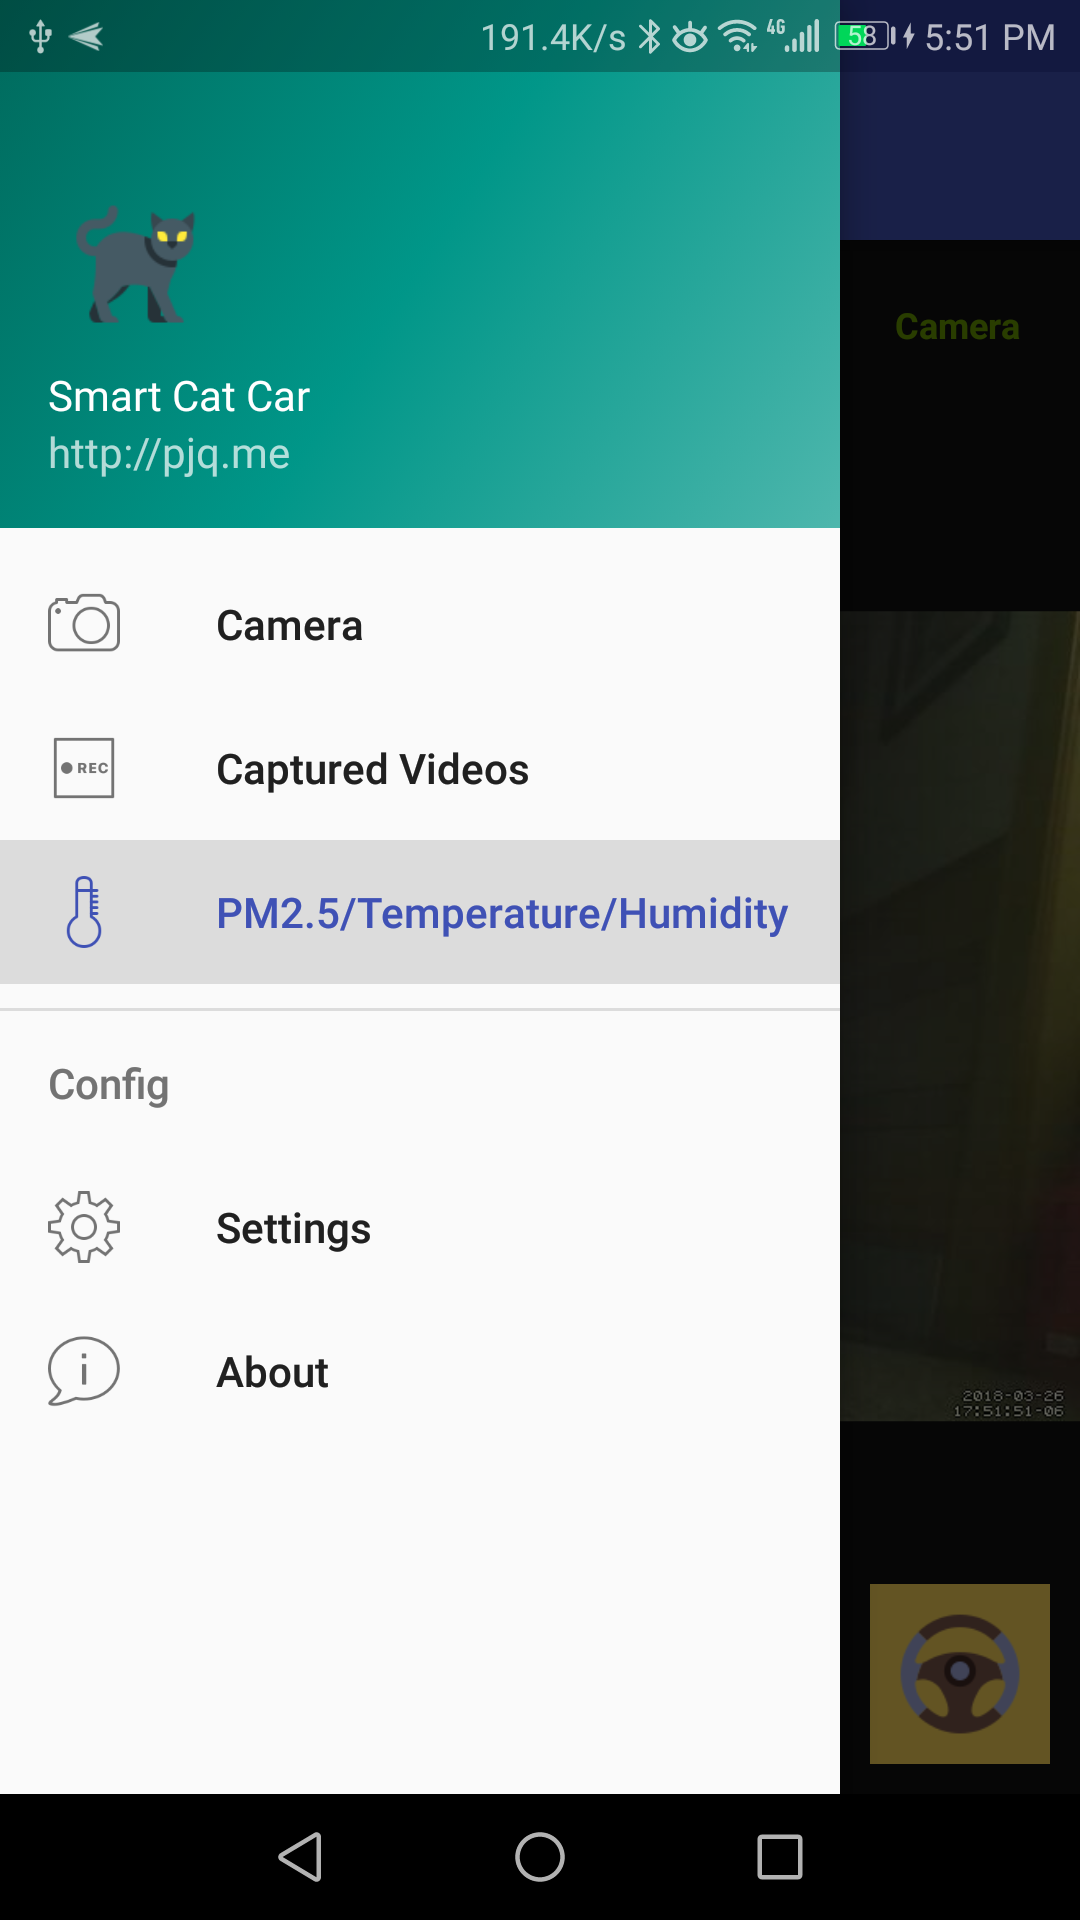 191.4K/s 4G 58 5:51 PM
Camera
Smart Cat Car
http://pjq.me
Camera
REC
Captured Videos
PM2.5/Temperature/Humidity
Config
Settings
i
About
2018-03-26
17:51:51-06